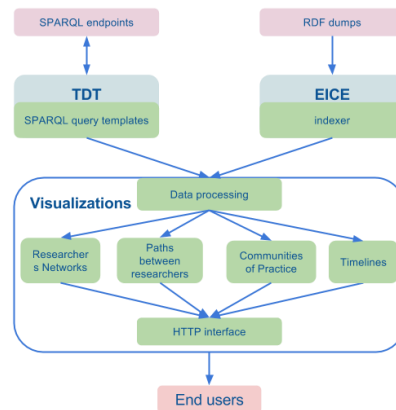 SPARQL endpoints
RDF dumps
TDT
EICE
SPARQL query templates
indexer
Data processing
Visualizations
Researcher
s Networks
Paths
between
researchers
Communities
of Practice
Timelines
HTTP interface
End users